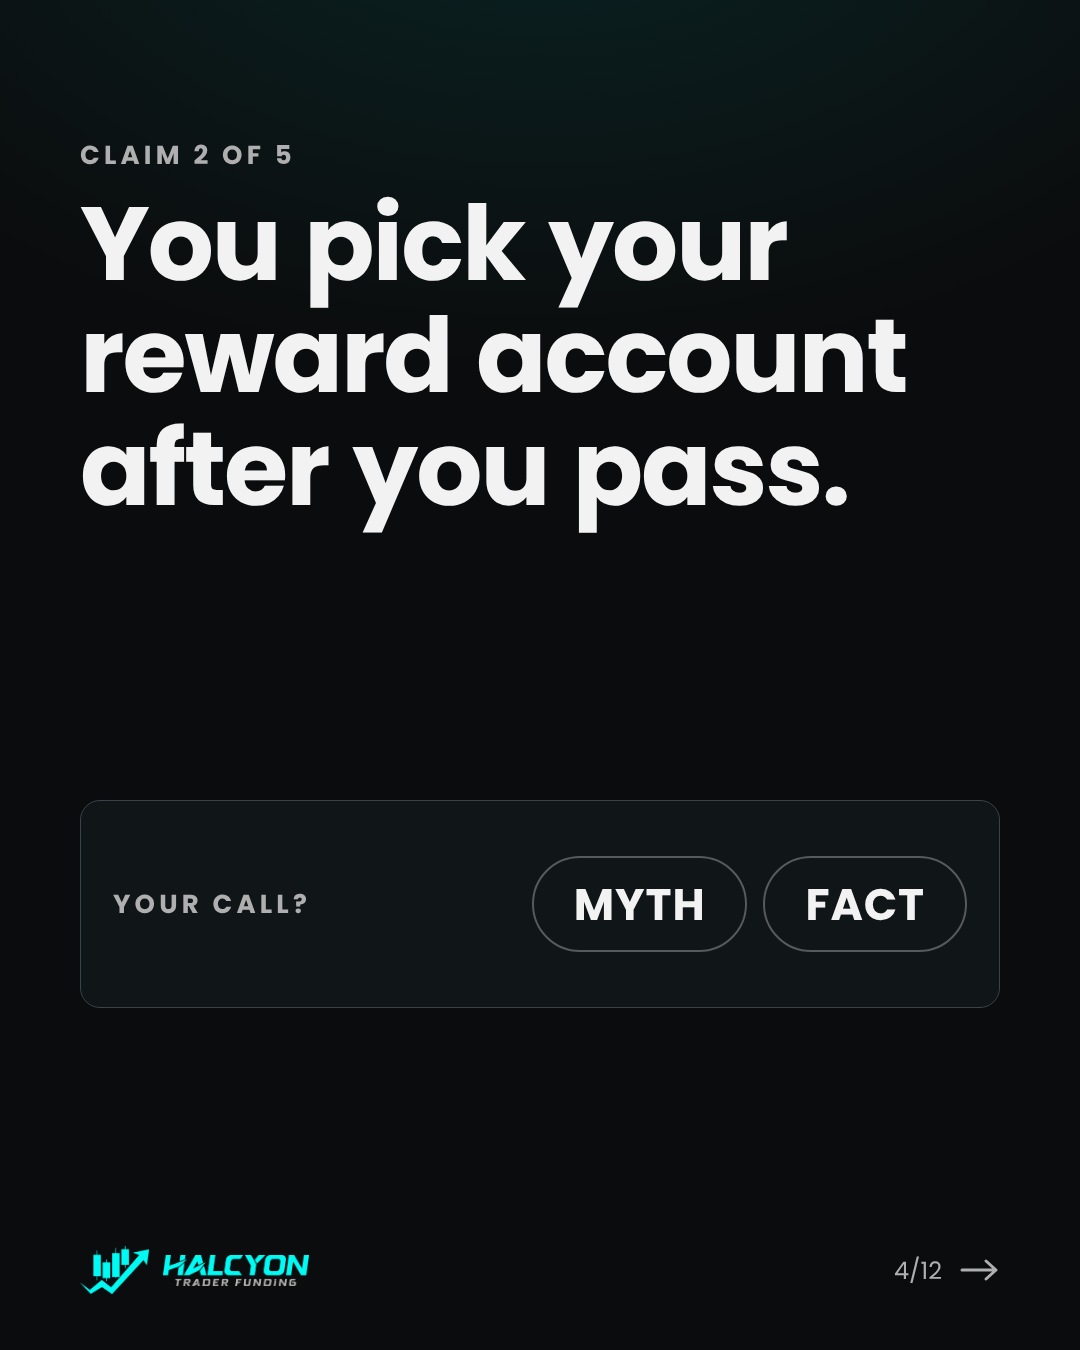 CLAIM 2 OF 5
You pick your
reward account
after you pass.
YOUR CALL?
MYTH
FACT
HALCYON
TRADER FUNDING
4/12